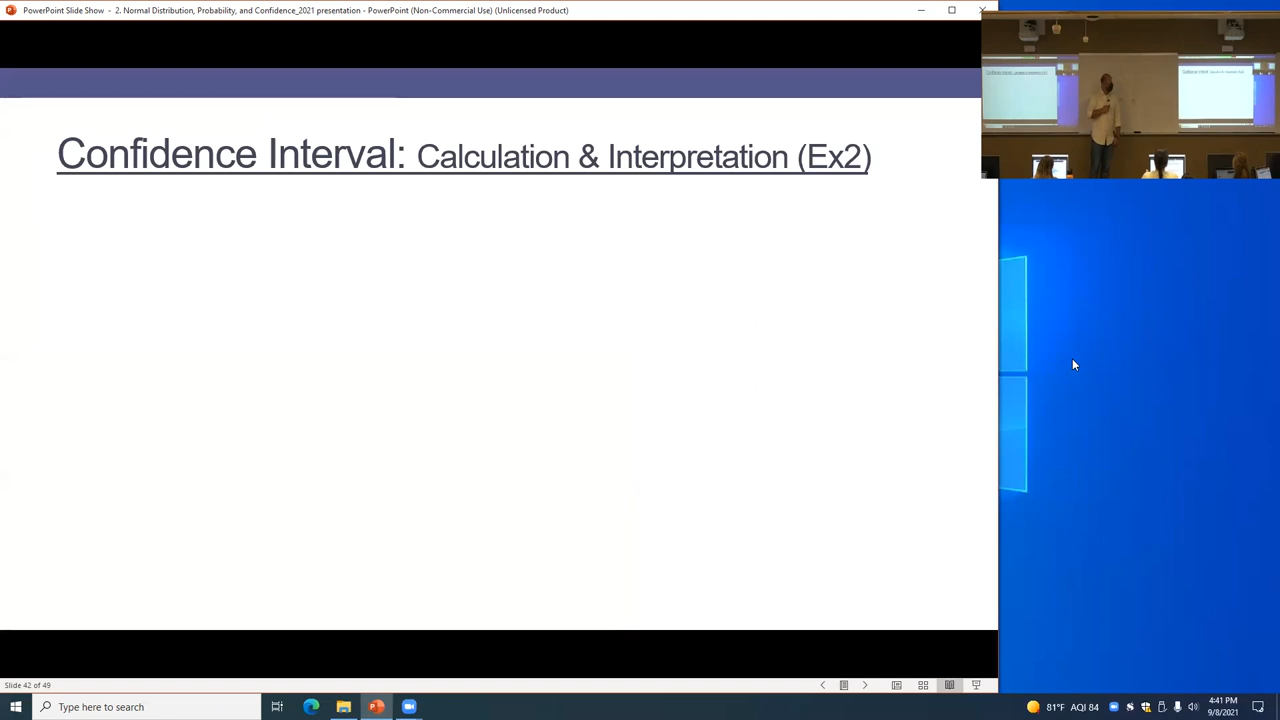 PowerPoint Slide Show - 2. Normal Distribution, Probability, and Confidence_2021 presentation - PowerPoint (Non-Commercial Use) (Unlicensed Product)
Confidence Interval: Calculation & Interpretation (Ex2)
Slide 42 of 49
Type here to search
81°F AQI 84
4:41 PM
9/8/2021